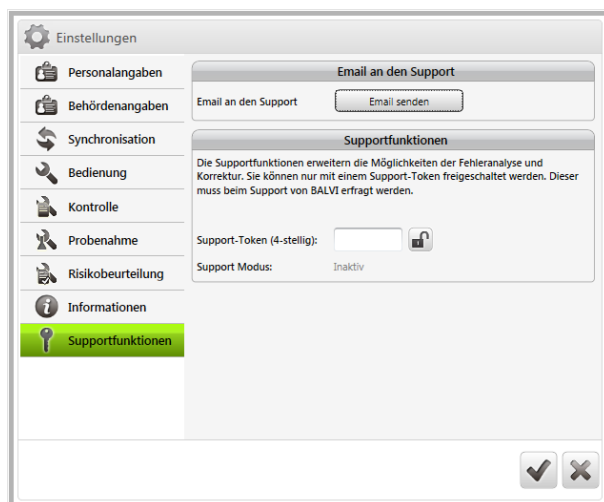 Einstellungen
Personalangaben
Behördenangaben
Synchronisation
Bedienung
Kontrolle
Probenahme
Risikobeurteilung
Informationen
Supportfunktionen
Email an den Support
Email an den Support
Email senden
Supportfunktionen
Die Supportfunktionen erweitern die Möglichkeiten der Fehleranalyse und
Korrektur. Sie können nur mit einem Support-Token freigeschaltet werden. Dieser
muss beim Support von BALVI erfragt werden.
Support-Token (4-stellig):
Support Modus: Inaktiv